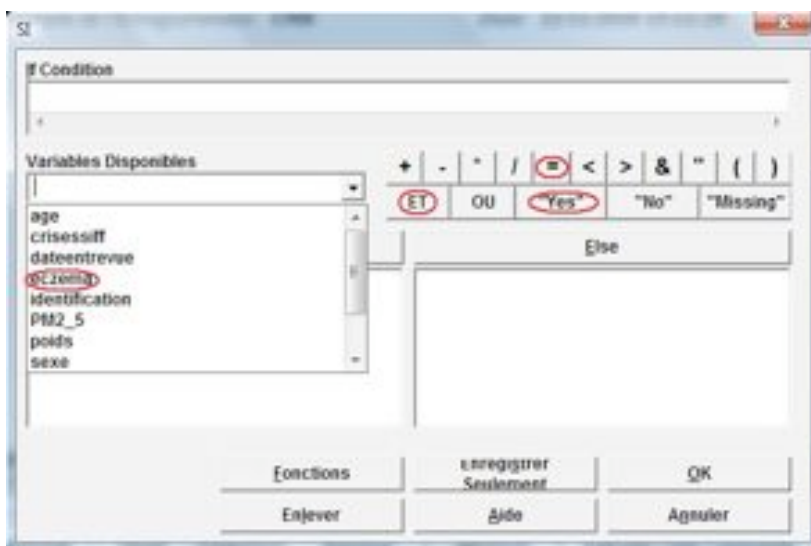 SI
If Condition
Variables Disponibles
+ - * / = < > & " ( )
ET OU "Yes" "No" "Missing"
age
crisessiff
dateentrevue
eczema
identification
PM2_5
poids
sexe
Else
Fonctions
Enregistrer
Seulement
OK
Enlever
Aide
Annuler